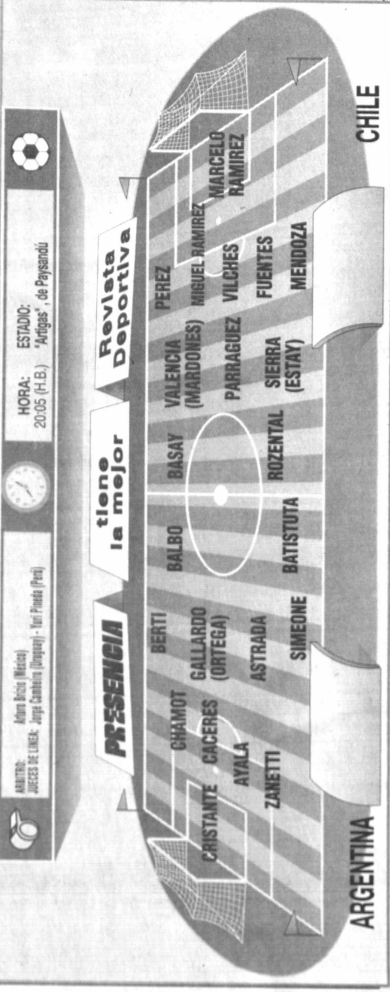 ARBITRO: Arturo Brizio (México)
JUECES DE LINEA: Jorge Cambeiro (Uruguay) - Yuri Pineda (Perú)
HORA:
20:05 (H.B.)
ESTADIO:
"Artigas", de Paysandú
PRESENCIA
tiene
la mejor
Revista
Deportiva
CRISTANTE
CHAMOT
CACERES
AYALA
ZANETTI
BERTI
GALLARDO
(ORTEGA)
ASTRADA
SIMEONE
BALBO
BATISTUTA
BASAY
ROZENTAL
VALENCIA
(MARDONES)
PARRAGUEZ
SIERRA
(ESTAY)
PEREZ
MIGUEL RAMIREZ
VILCHES
FUENTES
MENDOZA
MARCELO
RAMIREZ
ARGENTINA
CHILE